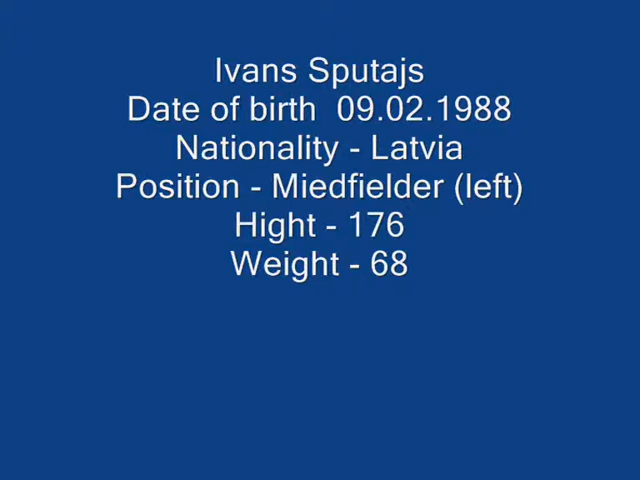 Ivans Sputajs
Date of birth  09.02.1988
Nationality - Latvia
Position - Miedfielder (left)
Hight - 176
Weight - 68